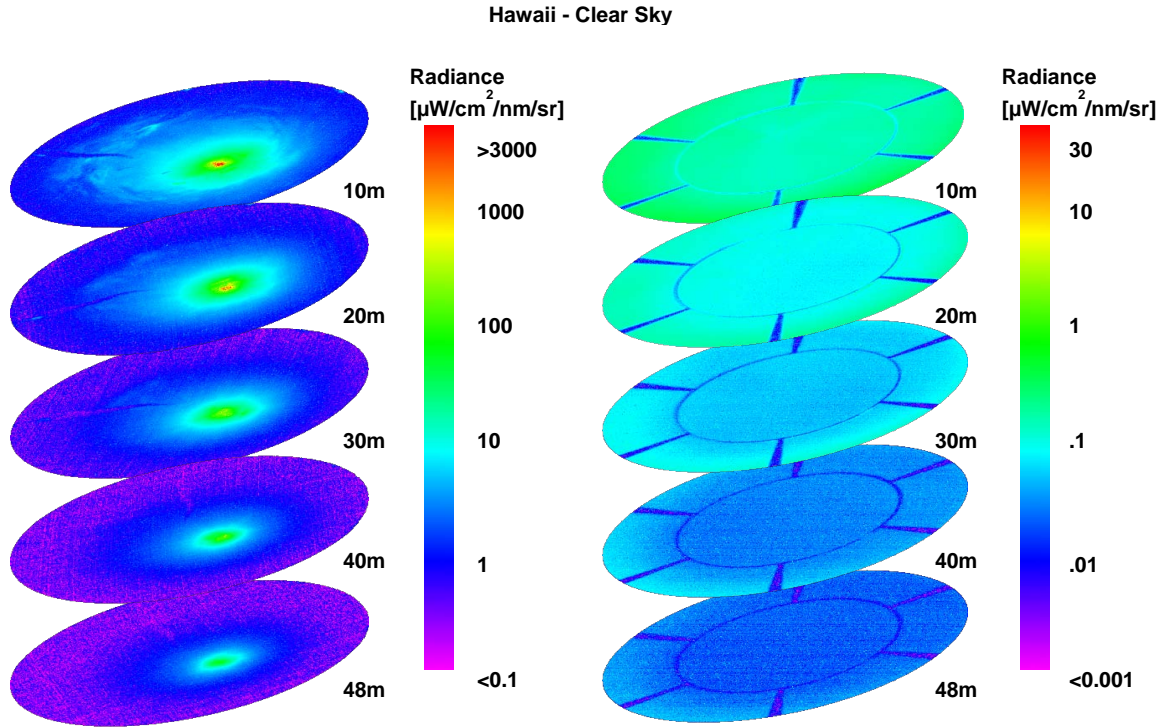 Hawaii - Clear Sky
Radiance
[µW/cm²/nm/sr]
>3000
1000
100
10
1
<0.1
10m
20m
30m
40m
48m
Radiance
[µW/cm²/nm/sr]
30
10
1
.1
.01
<0.001
10m
20m
30m
40m
48m